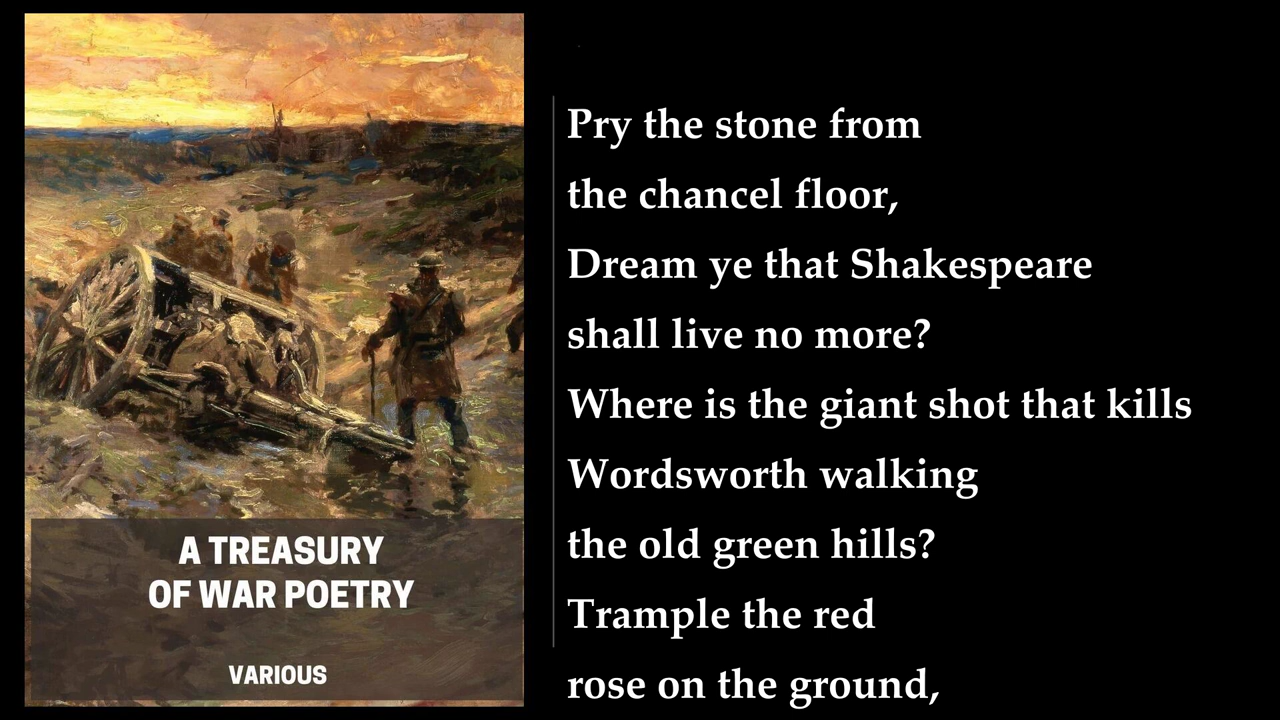 A TREASURY
OF WAR POETRY
VARIOUS
Pry the stone from
the chancel floor,
Dream ye that Shakespeare
shall live no more?
Where is the giant shot that kills
Wordsworth walking
the old green hills?
Trample the red
rose on the ground,